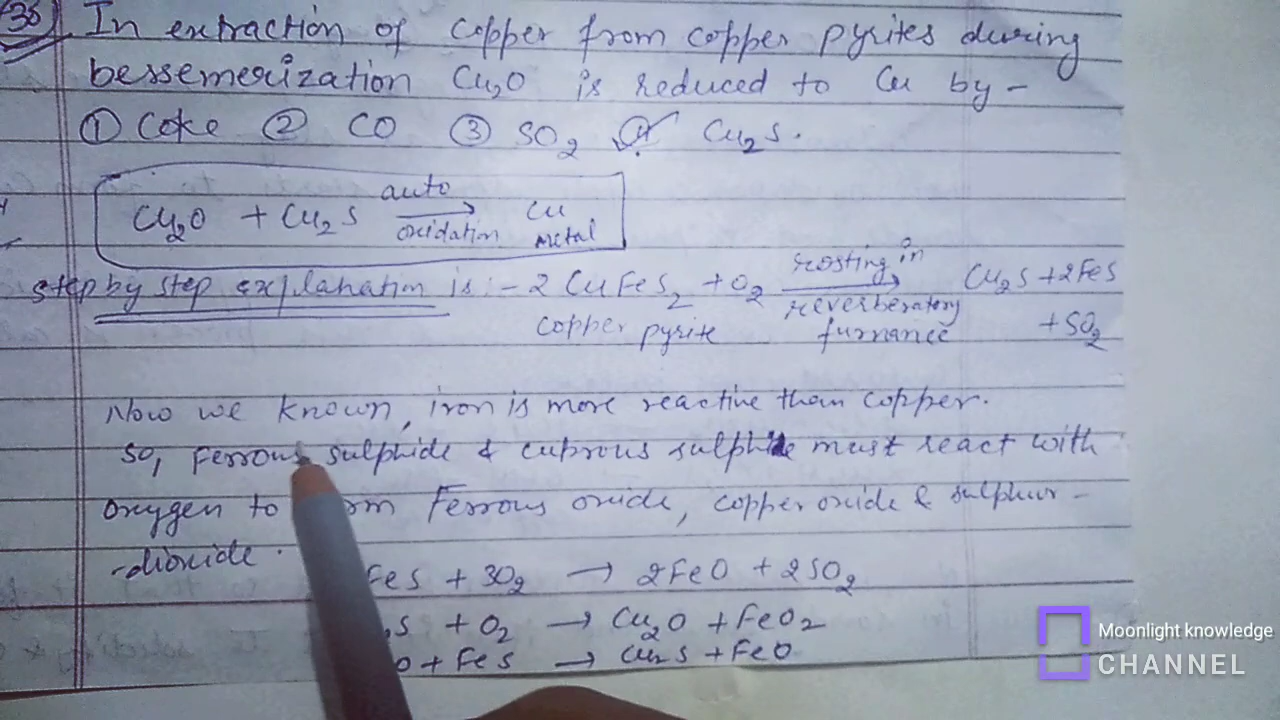 38
In extraction of copper from copper pyrites during
bessemerization Cu₂O is reduced to Cu by -
① Coke ② CO ③ SO₂ ④ Cu₂S.
Cu₂O + Cu₂S auto oxidation → Cu metal
step by step explanation is :- 2 CuFeS₂ + O₂ rosting in reverberatory furnance → Cu₂S + 2FeS + SO₂
copper pyrite
Now we known, iron is more reactive than copper.
So, Ferrous sulphide & cuprous sulphide must react with
oxygen to rm Ferrous oxide, copper oxide & sulphur -
-dioxide.
FeS + 3O₂ → 2FeO + 2SO₂
S + O₂ → Cu₂O + FeO₂
O + FeS → Cu₂S + FeO
Moonlight knowledge
CHANNEL